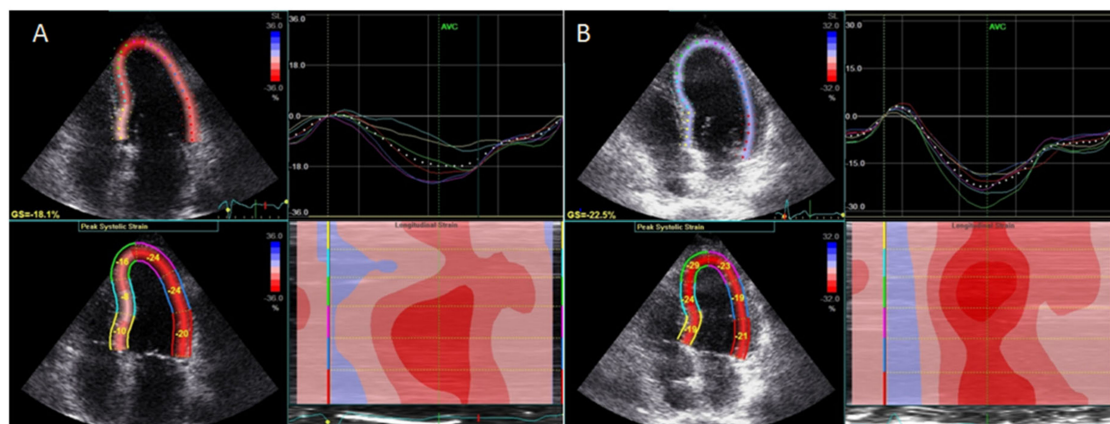 A
SL
36.0
-36.0
%
GS=-18.1%
36.0
AVC
18.0
0.0
-18.0
-36.0
Peak Systolic Strain
36.0
-36.0
%
-16
-24
-24
-10
-20
Longitudinal Strain
B
SL
32.0
-32.0
%
GS=-22.5%
30.0
AVC
15.0
0.0
-15.0
-30.0
Peak Systolic Strain
32.0
-32.0
%
-29
-23
-24
-19
-19
-21
Longitudinal Strain